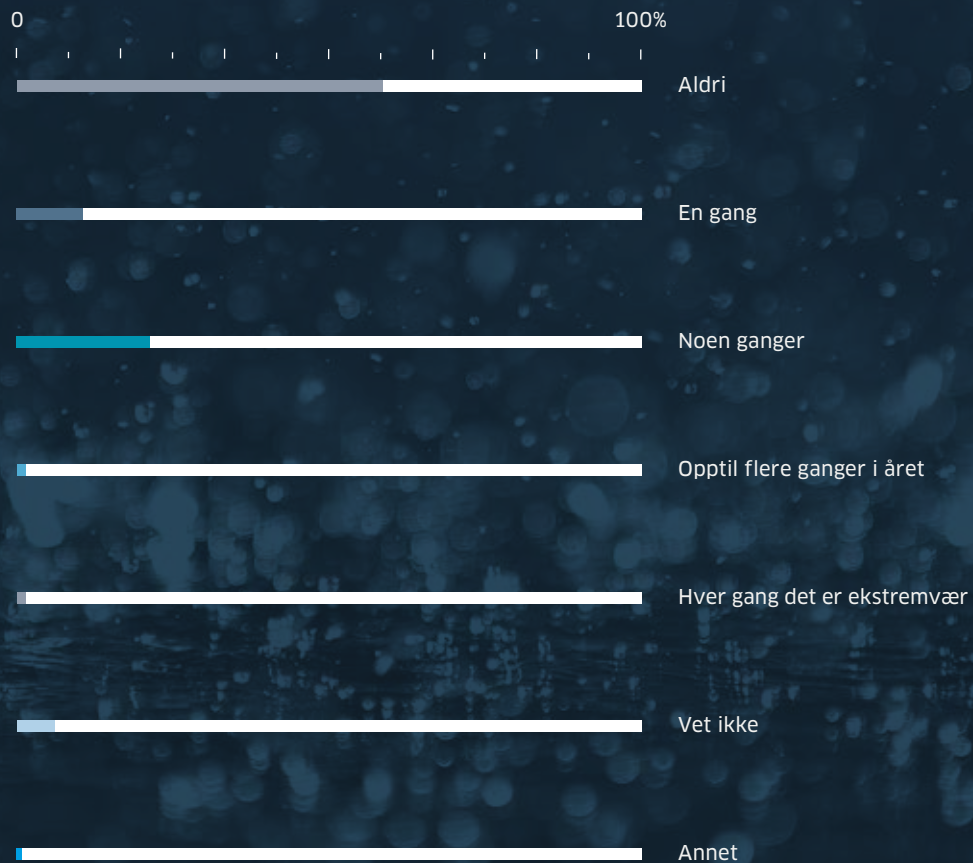 0 100%
Aldri
En gang
Noen ganger
Opptil flere ganger i året
Hver gang det er ekstremvær
Vet ikke
Annet